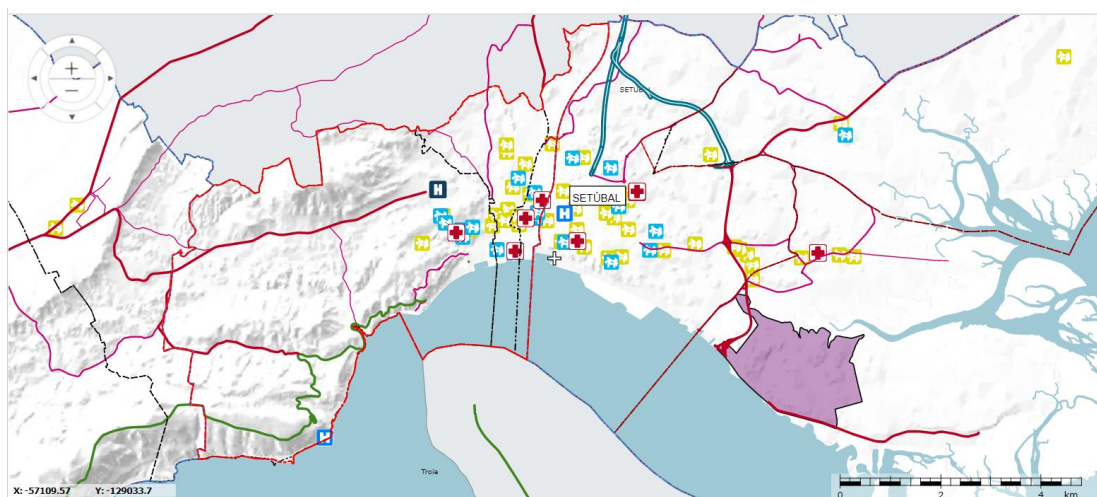 SETÚBAL
SETÚBAL
Troia
X: -57109.57 Y: -129033.7
0 2 4 km